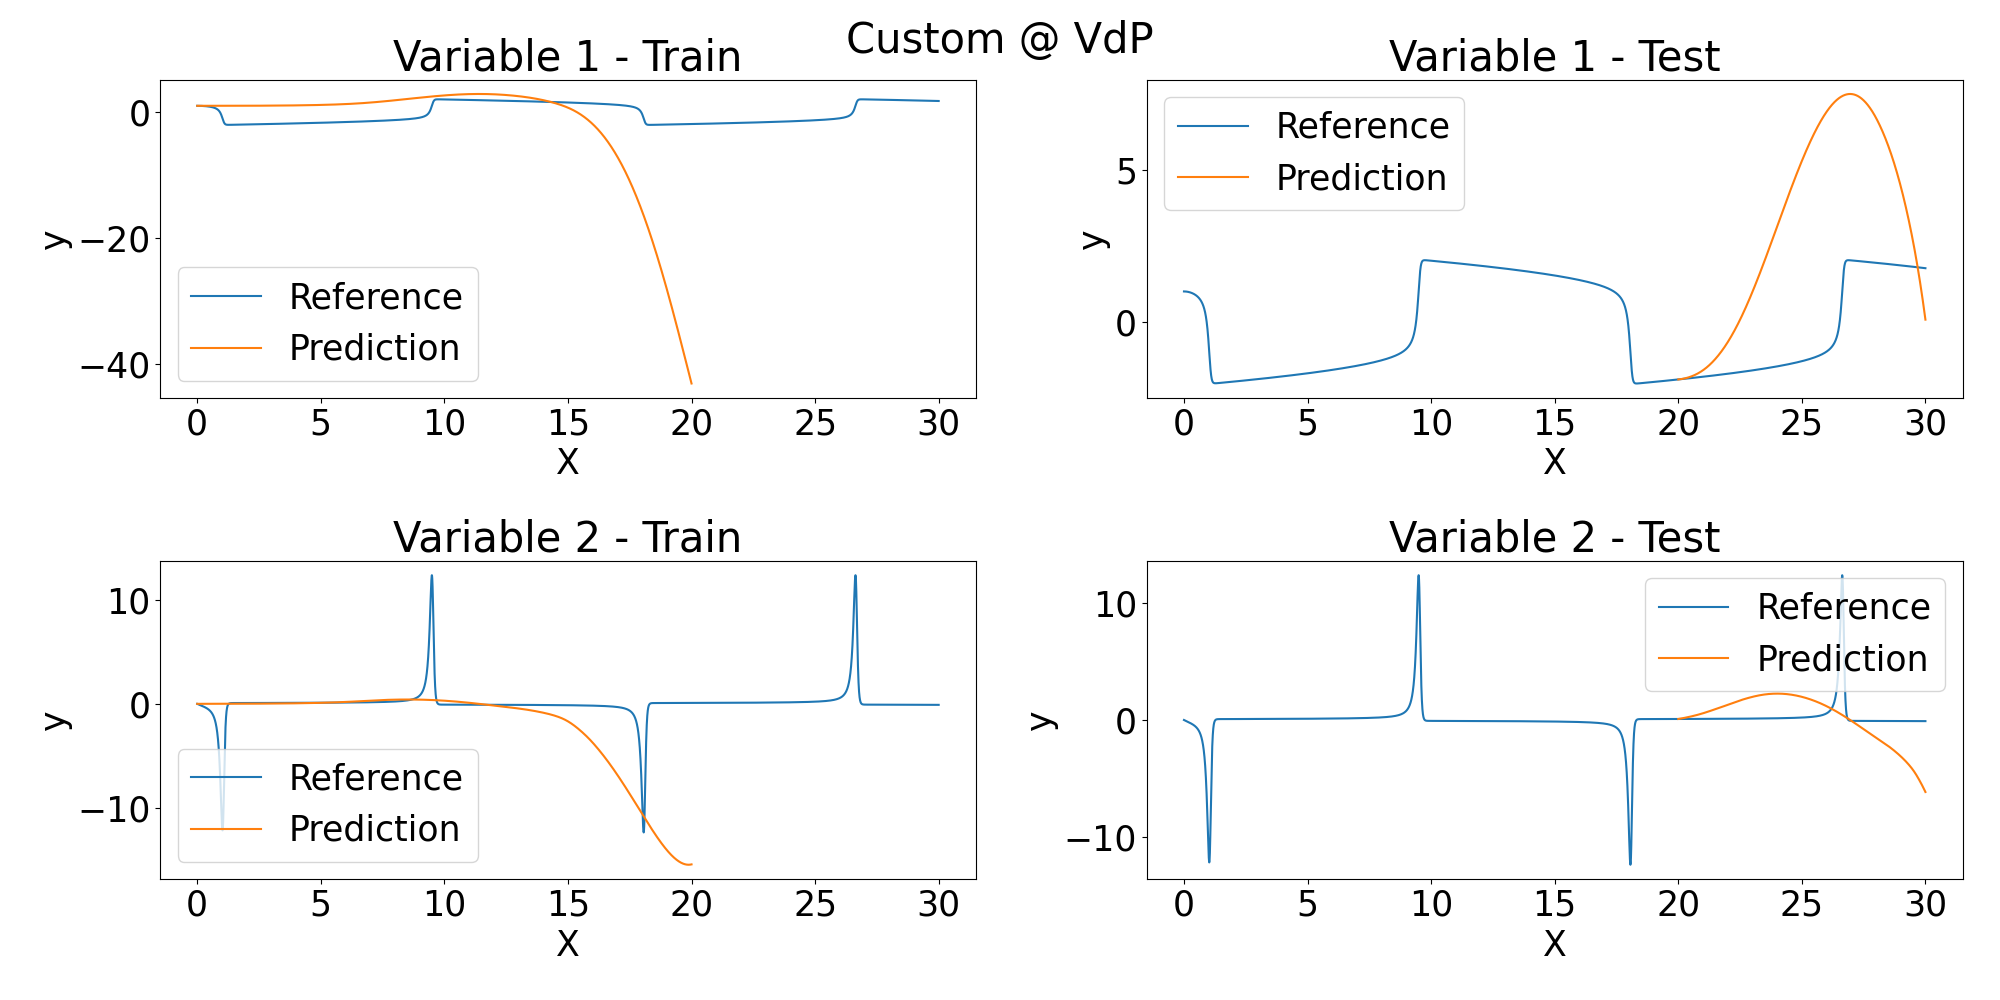 Custom @ VdP
Variable 1 - Train
0
−20
−40
y
Reference
Prediction
0 5 10 15 20 25 30
X
Variable 1 - Test
5
0
y
Reference
Prediction
0 5 10 15 20 25 30
X
Variable 2 - Train
10
0
−10
y
Reference
Prediction
0 5 10 15 20 25 30
X
Variable 2 - Test
10
0
−10
y
Reference
Prediction
0 5 10 15 20 25 30
X